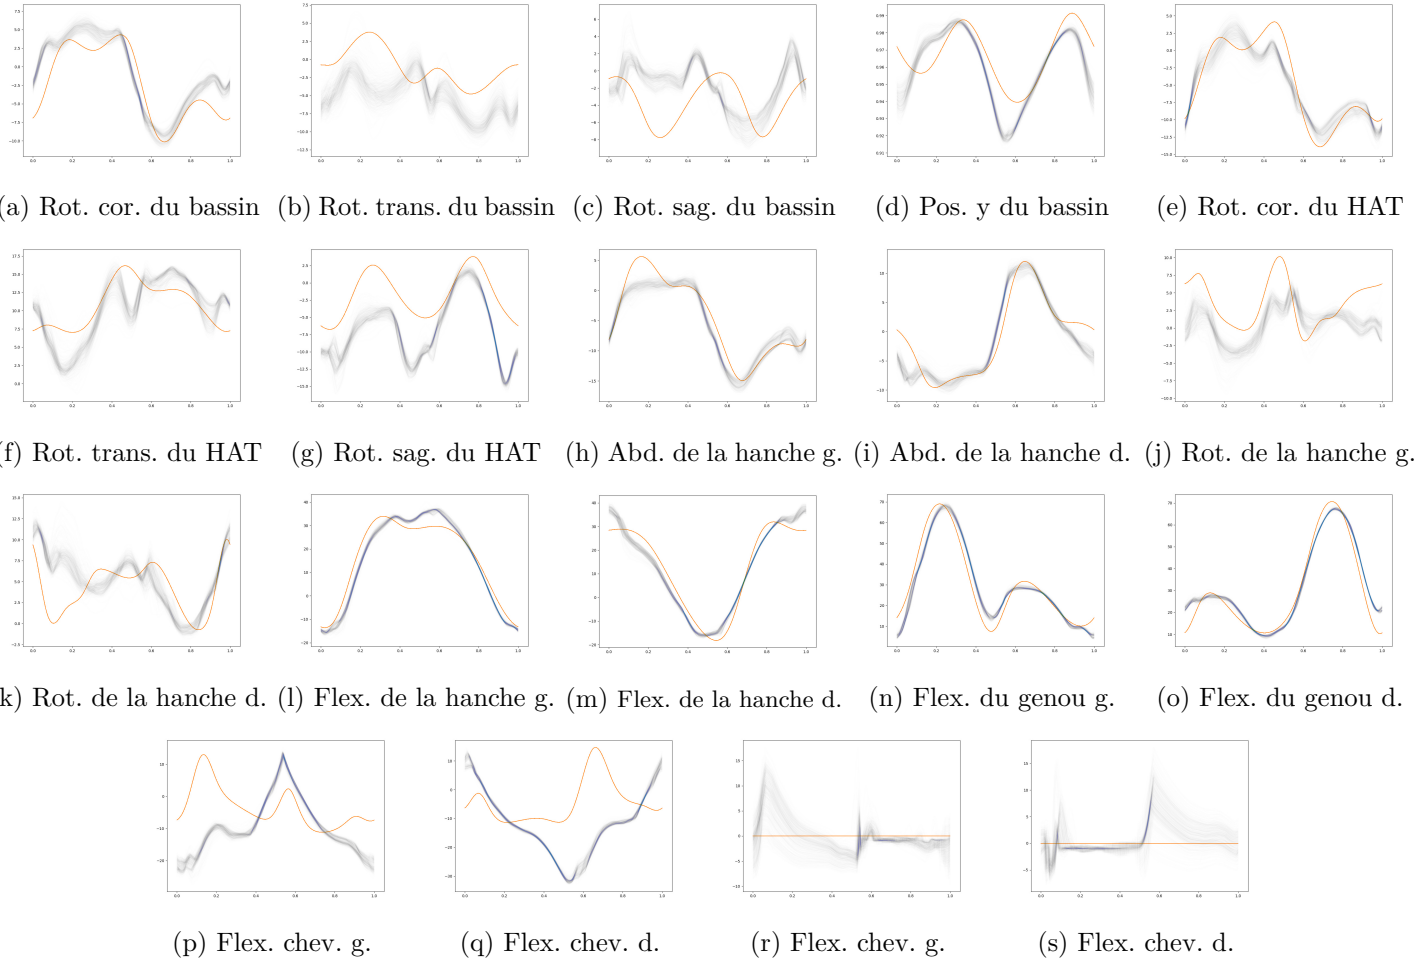 (a) Rot. cor. du bassin (b) Rot. trans. du bassin (c) Rot. sag. du bassin (d) Pos. y du bassin (e) Rot. cor. du HAT
(f) Rot. trans. du HAT (g) Rot. sag. du HAT (h) Abd. de la hanche g. (i) Abd. de la hanche d. (j) Rot. de la hanche g.
k) Rot. de la hanche d. (l) Flex. de la hanche g. (m) Flex. de la hanche d. (n) Flex. du genou g. (o) Flex. du genou d.
(p) Flex. chev. g. (q) Flex. chev. d. (r) Flex. chev. g. (s) Flex. chev. d.